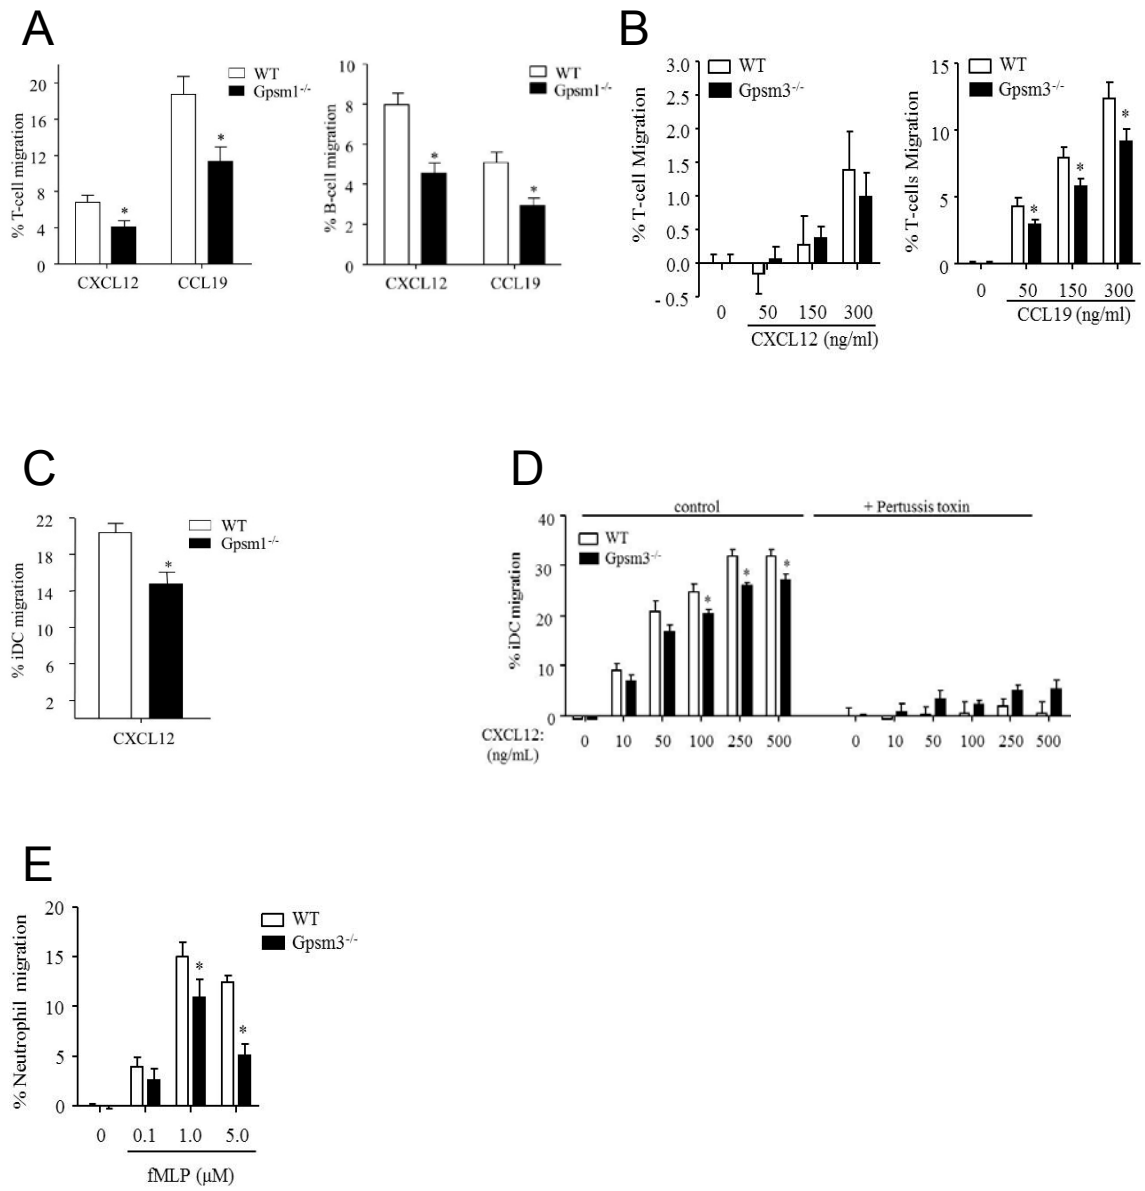 A
% T-cell migration
20
16
12
8
4
0
WT
Gpsm1-/-
*
*
CXCL12
CCL19
% B-cell migration
10
8
6
4
2
0
WT
Gpsm1-/-
*
*
CXCL12
CCL19
B
% T-cell Migration
3.0
2.5
2.0
1.5
1.0
0.5
0.0
- 0.5
WT
Gpsm3-/-
0
50
150
300
CXCL12 (ng/ml)
% T-cells Migration
15
10
5
0
WT
Gpsm3-/-
*
*
*
0
50
150
300
CCL19 (ng/ml)
C
% iDC migration
22
18
14
10
6
2
WT
Gpsm1-/-
*
CXCL12
D
control
+ Pertussis toxin
% iDC migration
40
30
20
10
0
WT
Gpsm3-/-
*
*
*
CXCL12:
(ng/mL)
0
10
50
100
250
500
0
10
50
100
250
500
E
% Neutrophil migration
20
15
10
5
0
WT
Gpsm3-/-
*
*
0
0.1
1.0
5.0
fMLP (μM)